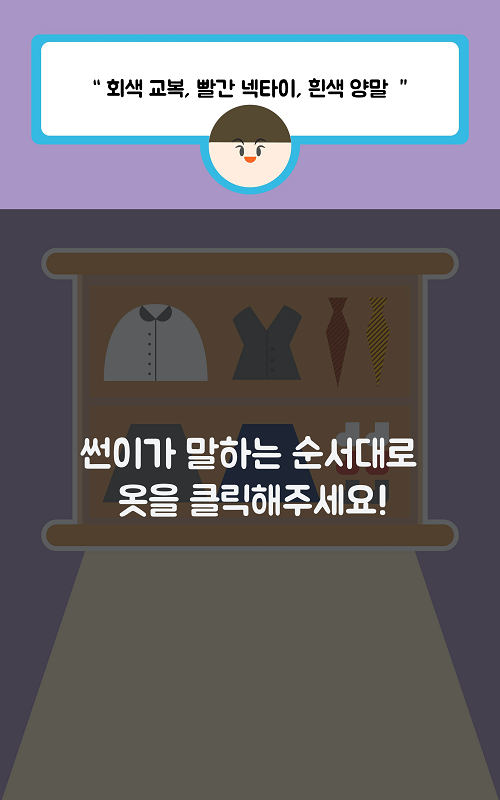 “ 회색 교복, 빨간 넥타이, 흰색 양말 ”
썬이가 말하는 순서대로
옷을 클릭해주세요!